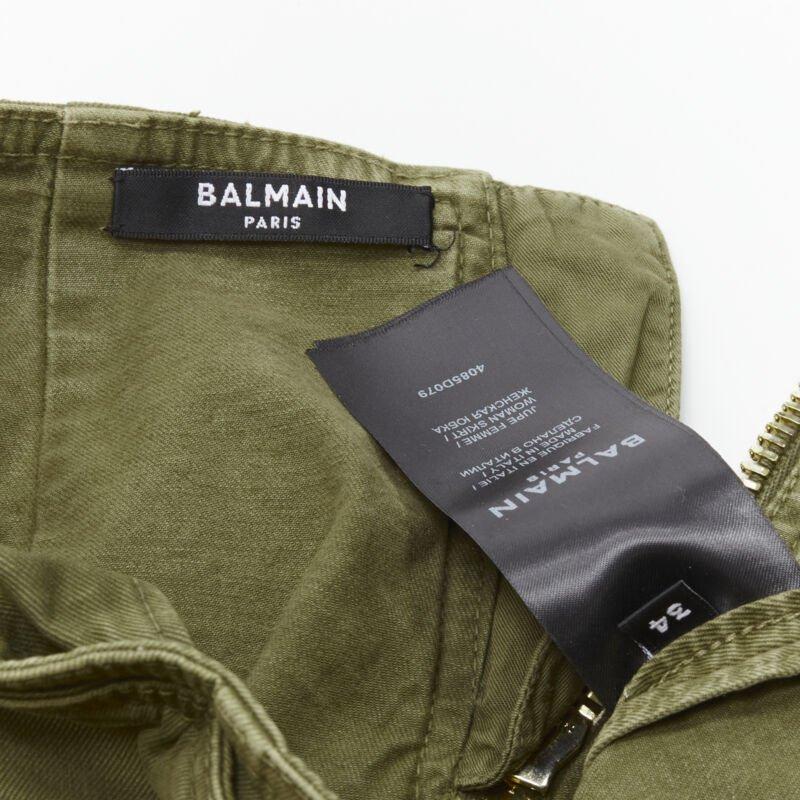 BALMAIN
PARIS
BALMAIN
PARIS
FABRIQUÉ EN ITALIE /
MADE IN ITALY /
СДЕЛАНО В ИТАЛИИ
JUPE FEMME /
WOMAN SKIRT /
ЖЕНСКАЯ ЮБКА
4085D079
34